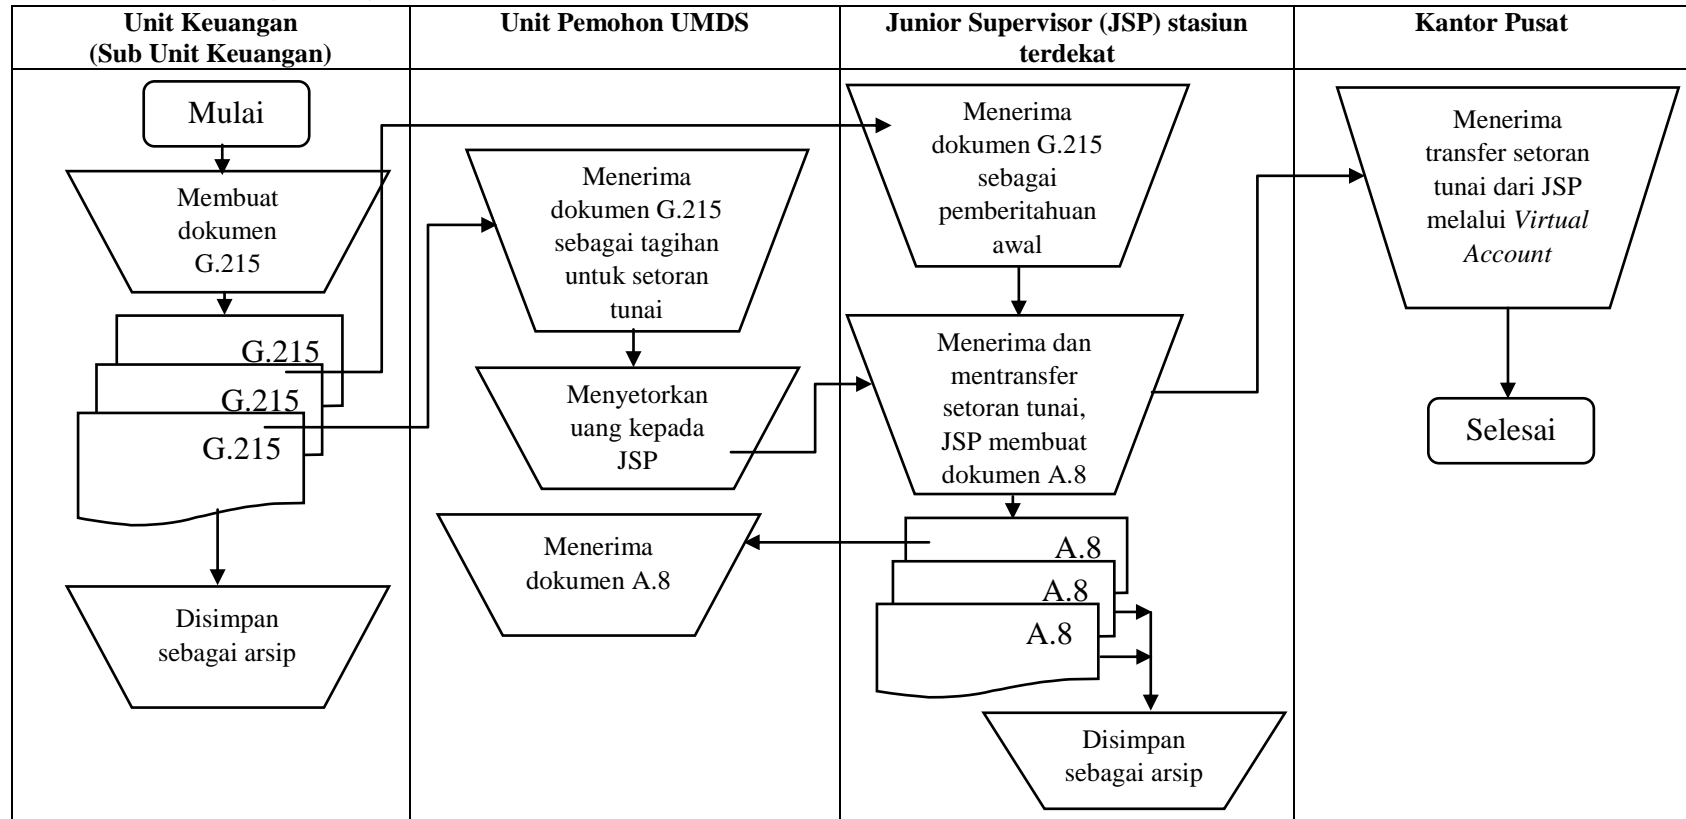 Unit Keuangan
(Sub Unit Keuangan)
Unit Pemohon UMDS
Junior Supervisor (JSP) stasiun
terdekat
Kantor Pusat
Mulai
Membuat
dokumen
G.215
G.215
G.215
G.215
Disimpan
sebagai arsip
Menerima
dokumen G.215
sebagai tagihan
untuk setoran
tunai
Menyetorkan
uang kepada
JSP
Menerima
dokumen A.8
Menerima
dokumen G.215
sebagai
pemberitahuan
awal
Menerima dan
mentransfer
setoran tunai,
JSP membuat
dokumen A.8
A.8
A.8
A.8
Disimpan
sebagai arsip
Menerima
transfer setoran
tunai dari JSP
melalui Virtual
Account
Selesai